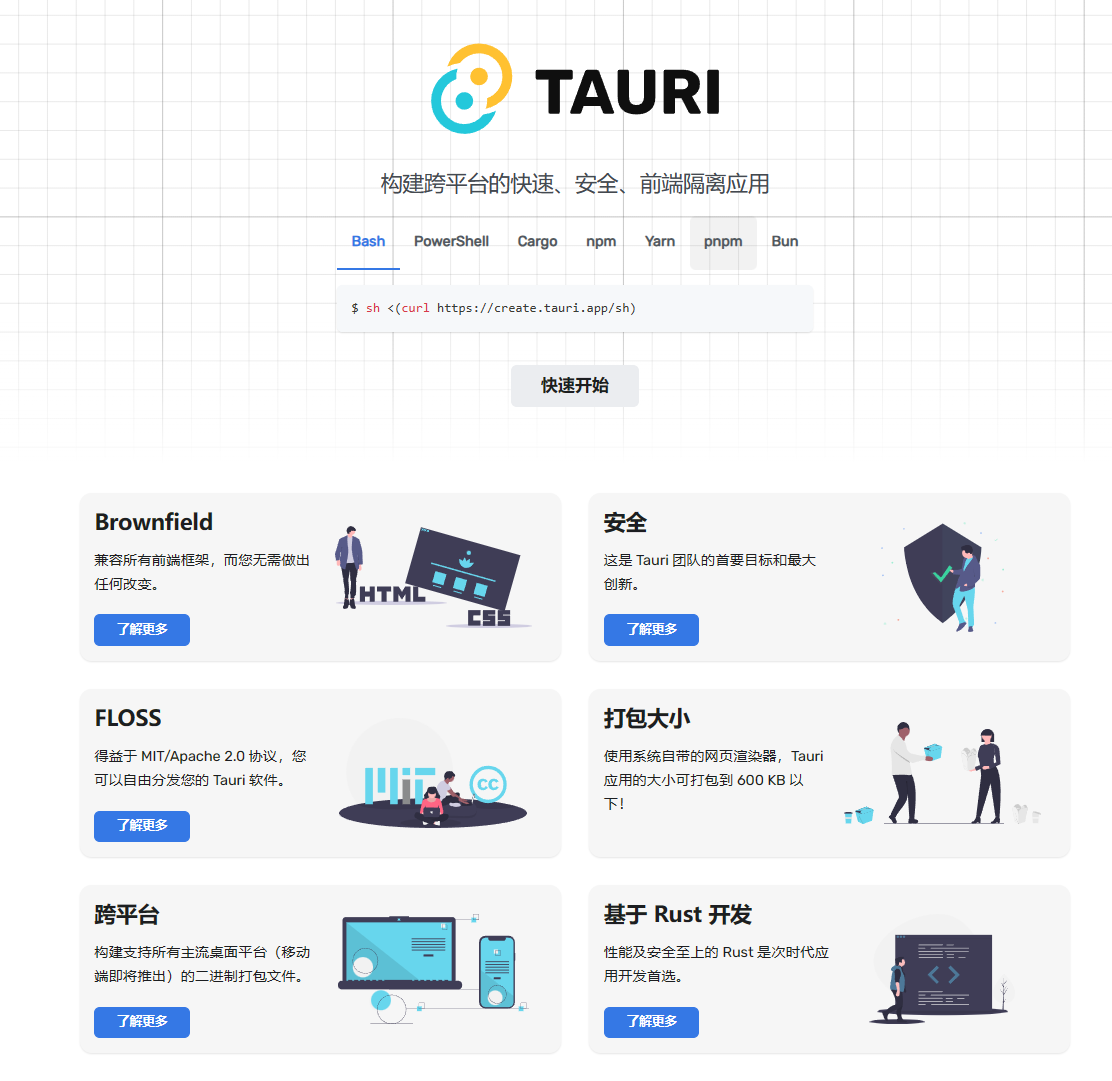 TAURI
构建跨平台的快速、安全、前端隔离应用
Bash PowerShell Cargo npm Yarn pnpm Bun
$ sh <(curl https://create.tauri.app/sh)
快速开始
Brownfield
兼容所有前端框架，而您无需做出
任何改变。
了解更多
HTML
CSS
安全
这是 Tauri 团队的首要目标和最大
创新。
了解更多
FLOSS
得益于 MIT/Apache 2.0 协议，您
可以自由分发您的 Tauri 软件。
了解更多
MiT
CC
打包大小
使用系统自带的网页渲染器，Tauri
应用的大小可打包到 600 KB 以
下！
跨平台
构建支持所有主流桌面平台（移动
端即将推出）的二进制打包文件。
了解更多
基于 Rust 开发
性能及安全至上的 Rust 是次时代应
用开发首选。
了解更多